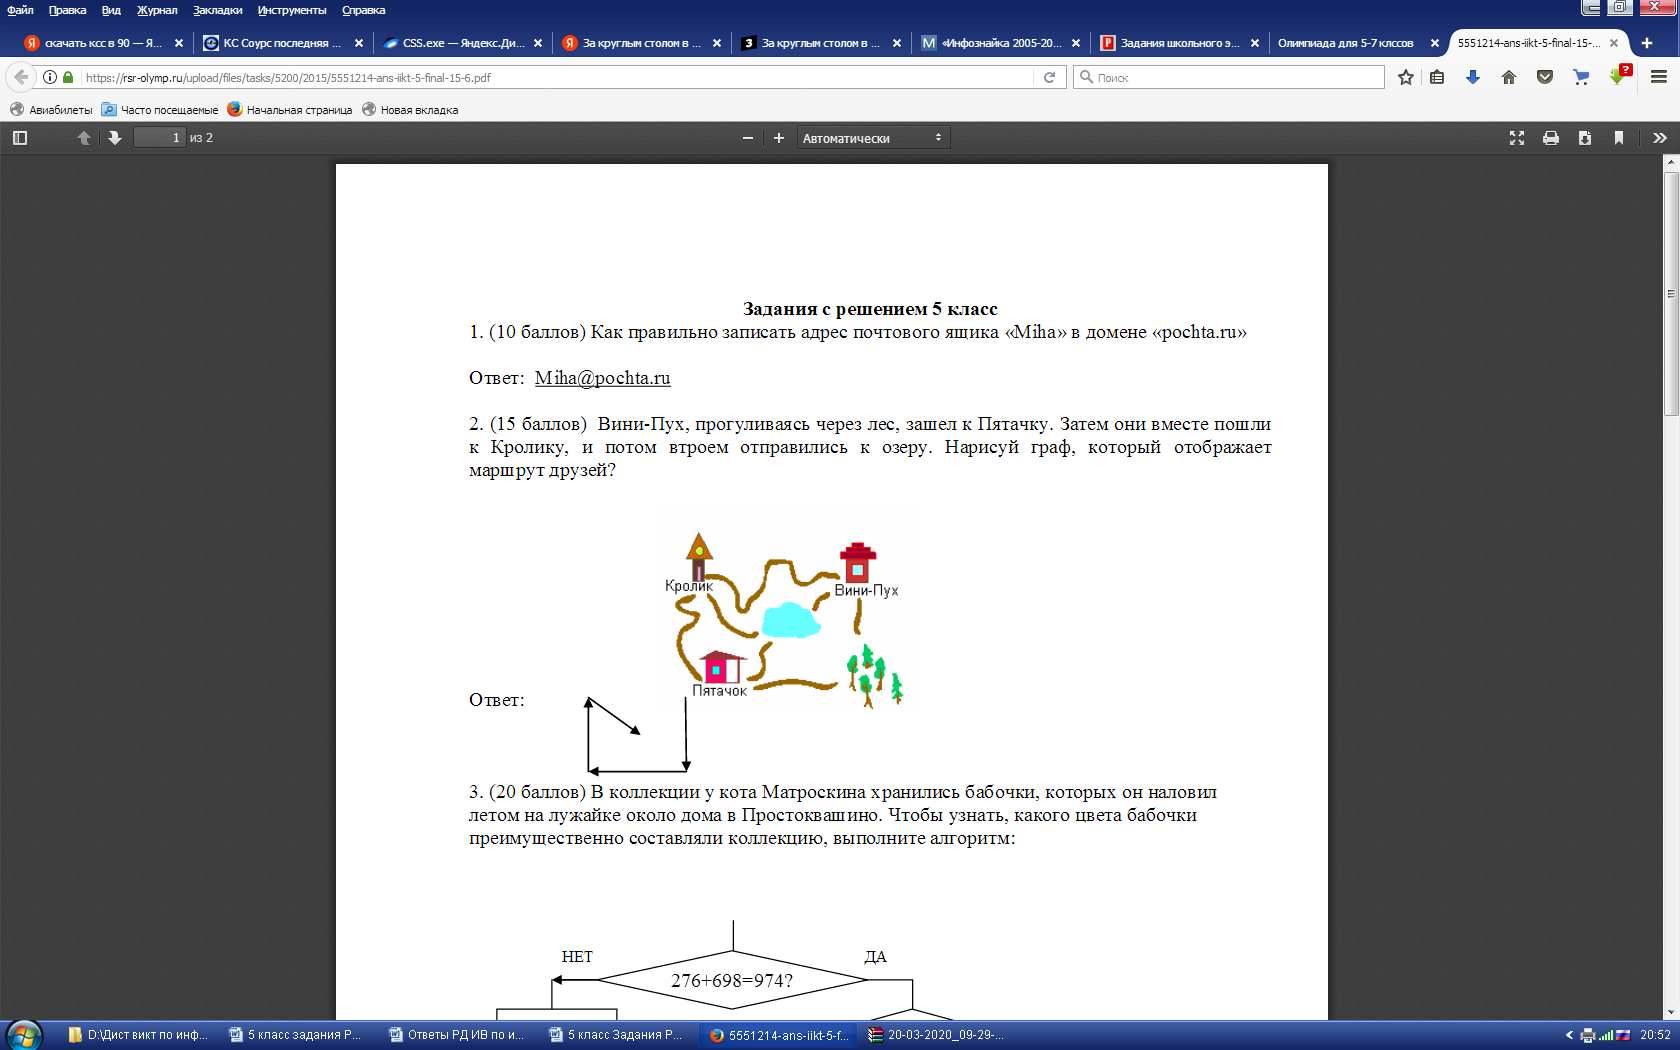 Файл Правка Вид Журнал Закладки Инструменты Справка
скачать ксс в 90 — Я...
КС Соурс последняя ...
CSS.exe — Яндекс.Ди...
За круглым столом в ...
За круглым столом в ...
«Инфознайка 2005-20...
Задания школьного э...
Олимпиада для 5-7 клссов
5551214-ans-iikt-5-final-15-...
https://rsr-olymp.ru/upload/files/tasks/5200/2015/5551214-ans-iikt-5-final-15-6.pdf
Поиск
Авиабилеты Часто посещаемые Начальная страница Новая вкладка
1 из 2
Автоматически
Задания с решением 5 класс
1. (10 баллов) Как правильно записать адрес почтового ящика «Miha» в домене «pochta.ru»
Ответ: Miha@pochta.ru
2. (15 баллов) Вини-Пух, прогуливаясь через лес, зашел к Пятачку. Затем они вместе пошли
к Кролику, и потом втроем отправились к озеру. Нарисуй граф, который отображает
маршрут друзей?
Кролик
Вини-Пух
Пятачок
Ответ:
3. (20 баллов) В коллекции у кота Матроскина хранились бабочки, которых он наловил
летом на лужайке около дома в Простоквашино. Чтобы узнать, какого цвета бабочки
преимущественно составляли коллекцию, выполните алгоритм:
НЕТ
ДА
276+698=974?
D:\Дист викт по инф...
5 класс задания Р...
Ответы РД ИВ по и...
5 класс Задания Р...
5551214-ans-iikt-5-f...
20-03-2020_09-29-...
20:52